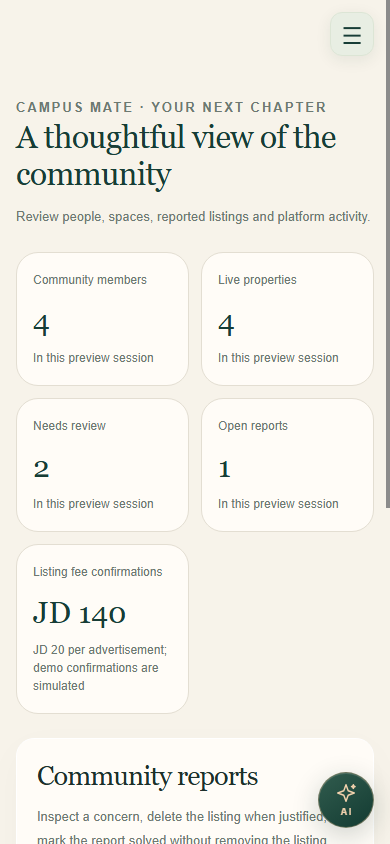 CAMPUS MATE · YOUR NEXT CHAPTER
A thoughtful view of the
community
Review people, spaces, reported listings and platform activity.
Community members
4
In this preview session
Live properties
4
In this preview session
Needs review
2
In this preview session
Open reports
1
In this preview session
Listing fee confirmations
JD 140
JD 20 per advertisement;
demo confirmations are
simulated
Community reports
Inspect a concern, delete the listing when justified,
mark the report solved without removing the listing
AI